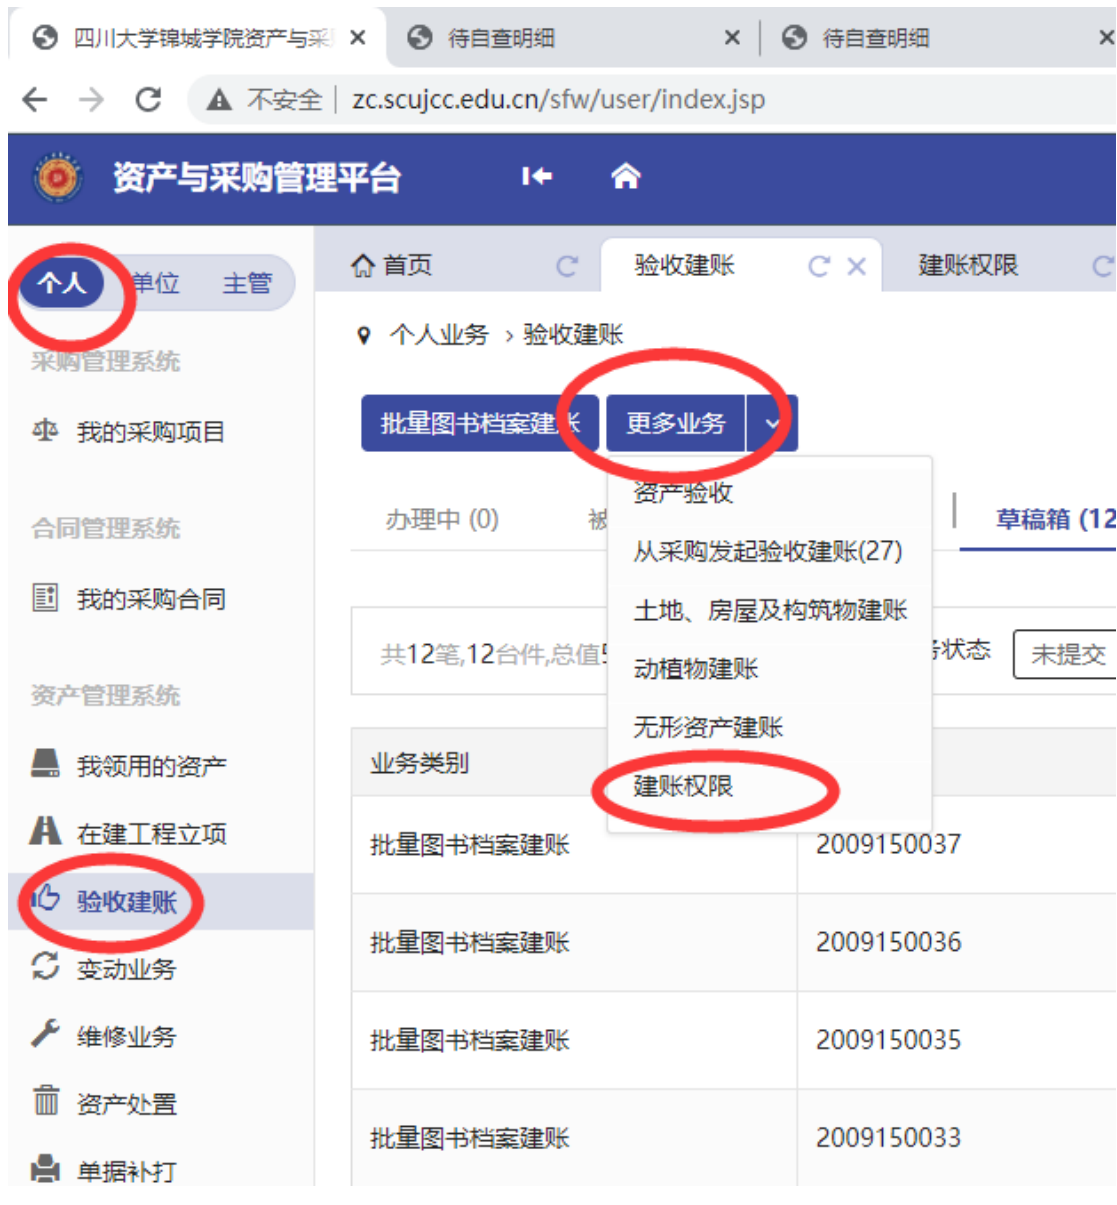 四川大学锦城学院资产与采 待自查明细 待自查明细
不安全 zc.scujcc.edu.cn/sfw/user/index.jsp
资产与采购管理平台
个人 单位 主管
首页 验收建账 建账权限
个人业务 › 验收建账
采购管理系统
我的采购项目
批量图书档案建账 更多业务
资产验收
从采购发起验收建账(27)
土地、房屋及构筑物建账
动植物建账
无形资产建账
建账权限
办理中 (0) 被 草稿箱 (12
合同管理系统
我的采购合同
共12笔,12台件,总值 状态 未提交
资产管理系统
我领用的资产
在建工程立项
验收建账
变动业务
维修业务
资产处置
单据补打
业务类别
批量图书档案建账 2009150037
批量图书档案建账 2009150036
批量图书档案建账 2009150035
批量图书档案建账 2009150033